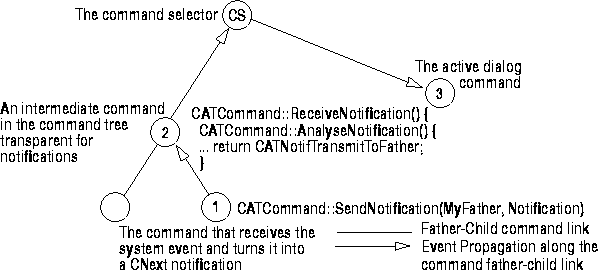 The command selector
CS
The active dialog
command
3
An intermediate command
in the command tree
transparent for
notifications
2
CATCommand::ReceiveNotification() {
CATCommand::AnalyseNotification() {
... return CATNotifTransmitToFather;
}
1
CATCommand::SendNotification(MyFather, Notification)
The command that receives the
system event and turns it into
a CNext notification
Father-Child command link
Event Propagation along the
command father-child link